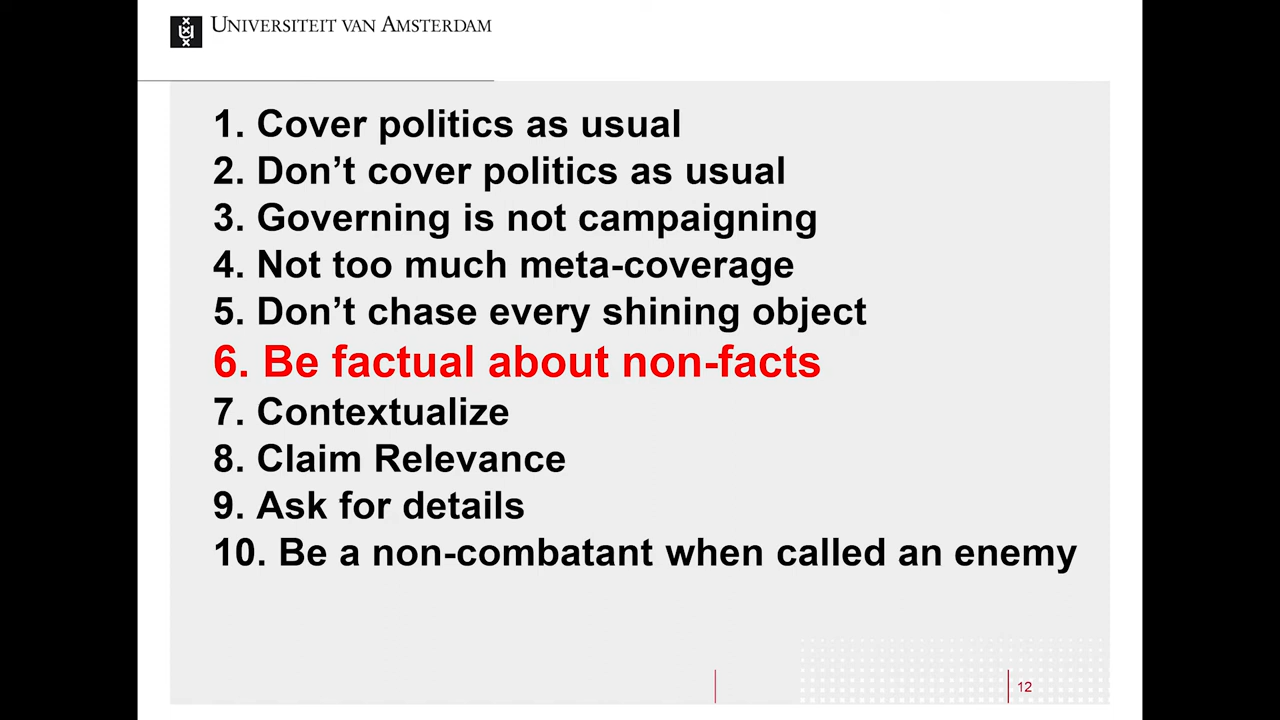 UNIVERSITEIT VAN AMSTERDAM
1. Cover politics as usual
2. Don’t cover politics as usual
3. Governing is not campaigning
4. Not too much meta-coverage
5. Don’t chase every shining object
6. Be factual about non-facts
7. Contextualize
8. Claim Relevance
9. Ask for details
10. Be a non-combatant when called an enemy
12